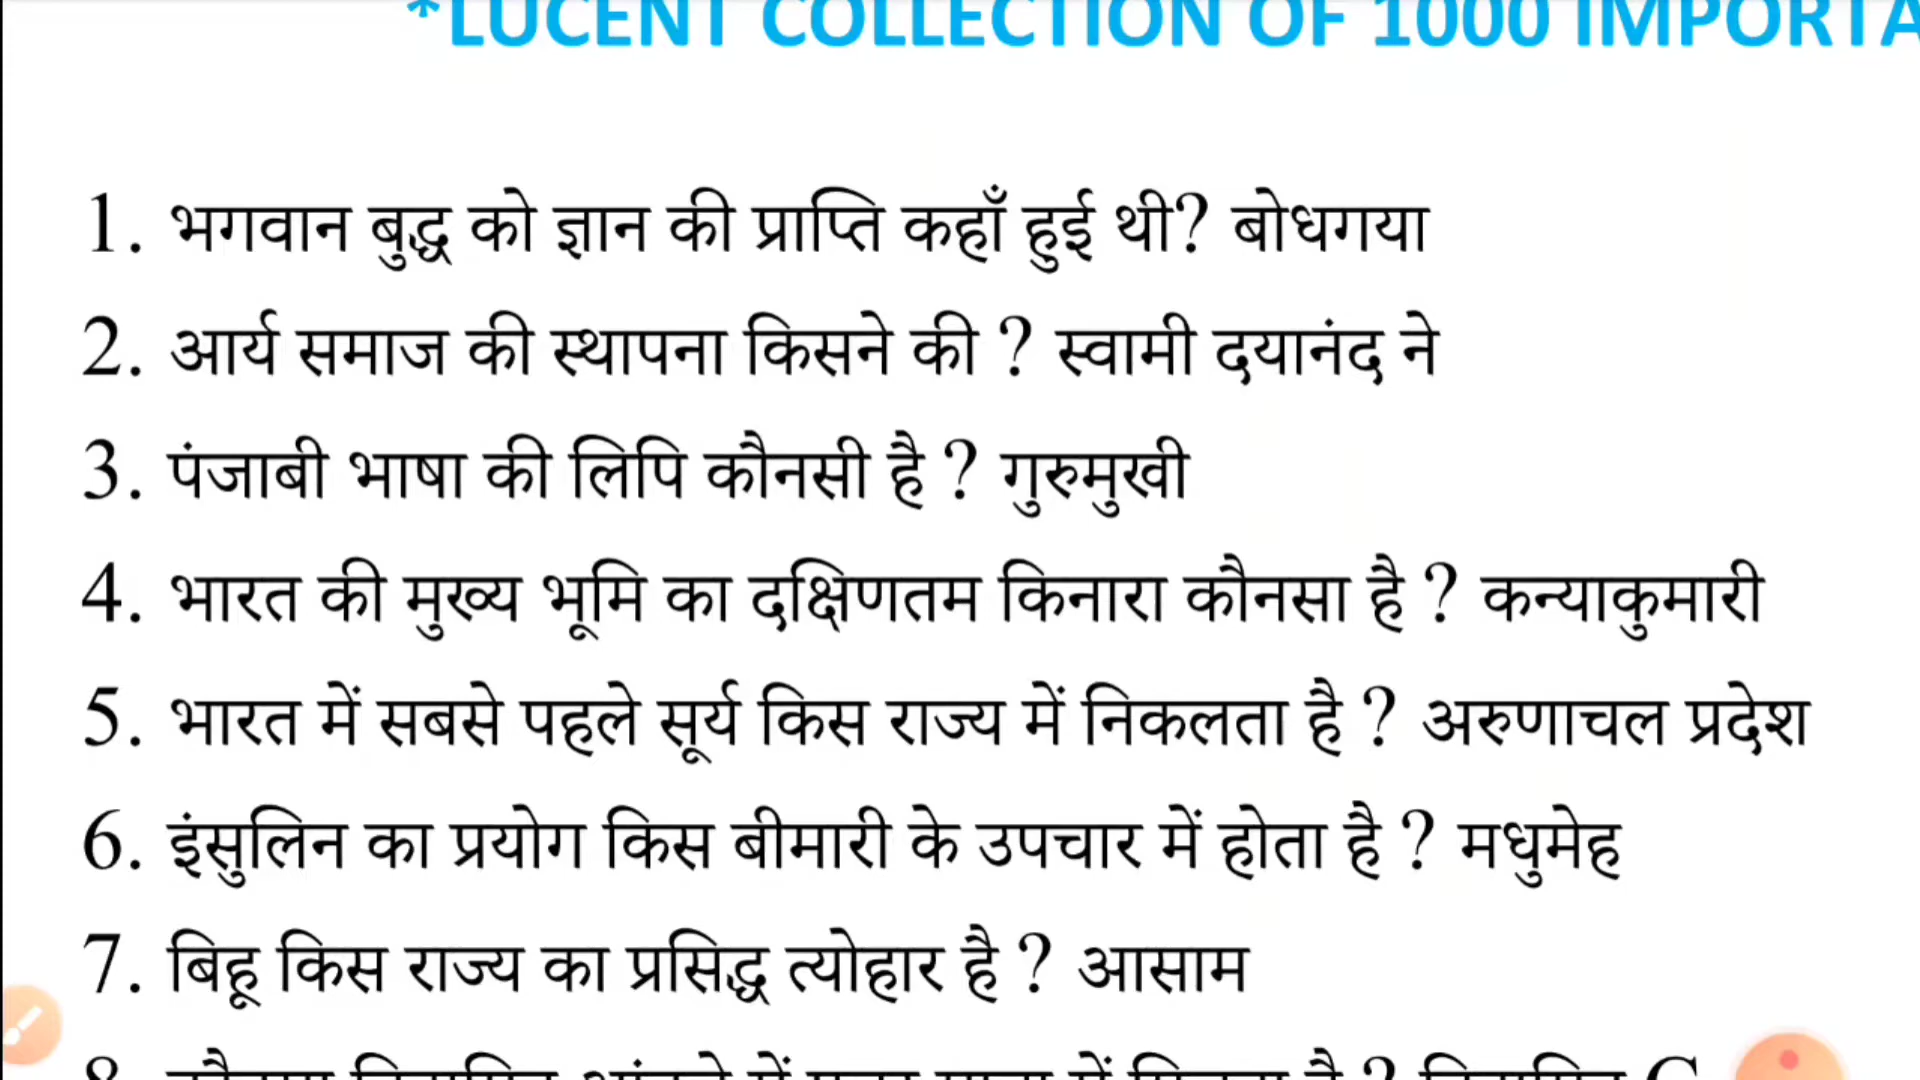 *LUCENT COLLECTION OF 1000 IMPORTA
1. भगवान बुद्ध को ज्ञान की प्राप्ति कहाँ हुई थी? बोधगया
2. आर्य समाज की स्थापना किसने की ? स्वामी दयानंद ने
3. पंजाबी भाषा की लिपि कौनसी है ? गुरुमुखी
4. भारत की मुख्य भूमि का दक्षिणतम किनारा कौनसा है ? कन्याकुमारी
5. भारत में सबसे पहले सूर्य किस राज्य में निकलता है ? अरुणाचल प्रदेश
6. इंसुलिन का प्रयोग किस बीमारी के उपचार में होता है ? मधुमेह
7. बिहू किस राज्य का प्रसिद्ध त्योहार है ? आसाम